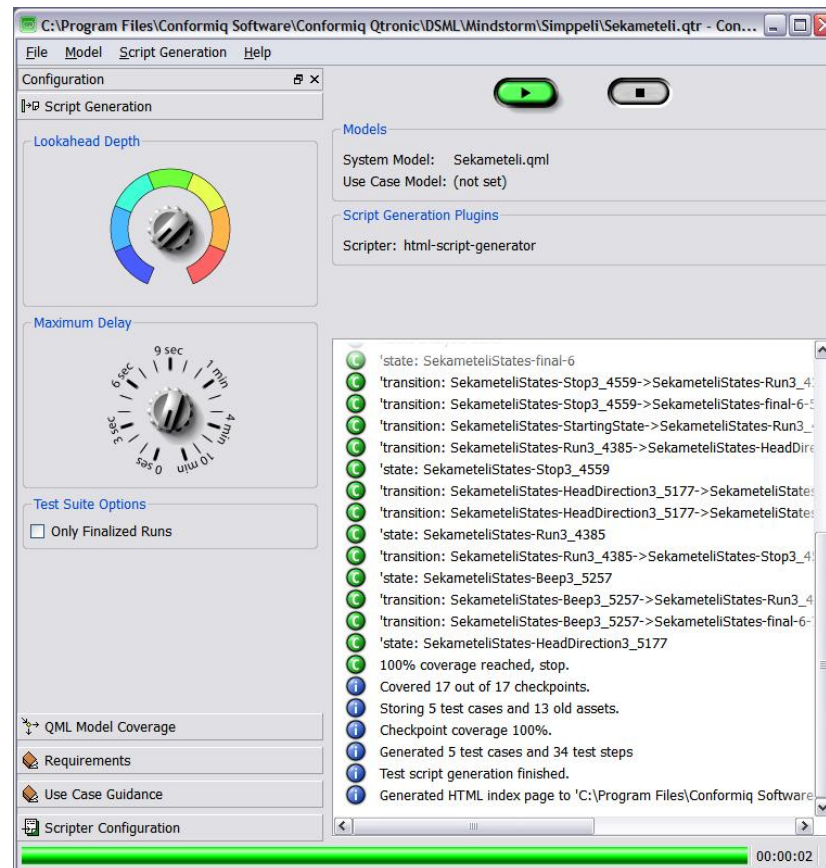 C:\Program Files\Conformiq Software\Conformiq Qtronic\DSML\Mindstorm\Simppeli\Sekameteli.qtr - Con...
File Model Script Generation Help
Configuration
Script Generation
Lookahead Depth
Maximum Delay
0 sec
3 sec
6 sec
9 sec
1 min
4 min
10 min
Test Suite Options
Only Finalized Runs
QML Model Coverage
Requirements
Use Case Guidance
Scripter Configuration
Models
System Model: Sekameteli.qml
Use Case Model: (not set)
Script Generation Plugins
Scripter: html-script-generator
'state: SekameteliStates-final-6
'transition: SekameteliStates-Stop3_4559->SekameteliStates-Run3_4
'transition: SekameteliStates-Stop3_4559->SekameteliStates-final-6-
'transition: SekameteliStates-StartingState->SekameteliStates-Run3_
'transition: SekameteliStates-Run3_4385->SekameteliStates-HeadDire
'state: SekameteliStates-Stop3_4559
'transition: SekameteliStates-HeadDirection3_5177->SekameteliStates
'transition: SekameteliStates-HeadDirection3_5177->SekameteliStates
'state: SekameteliStates-Run3_4385
'transition: SekameteliStates-Run3_4385->SekameteliStates-Stop3_4
'state: SekameteliStates-Beep3_5257
'transition: SekameteliStates-Beep3_5257->SekameteliStates-Run3_4
'transition: SekameteliStates-Beep3_5257->SekameteliStates-final-6-
'state: SekameteliStates-HeadDirection3_5177
100% coverage reached, stop.
Covered 17 out of 17 checkpoints.
Storing 5 test cases and 13 old assets.
Checkpoint coverage 100%.
Generated 5 test cases and 34 test steps
Test script generation finished.
Generated HTML index page to 'C:\Program Files\Conformiq Software
00:00:02